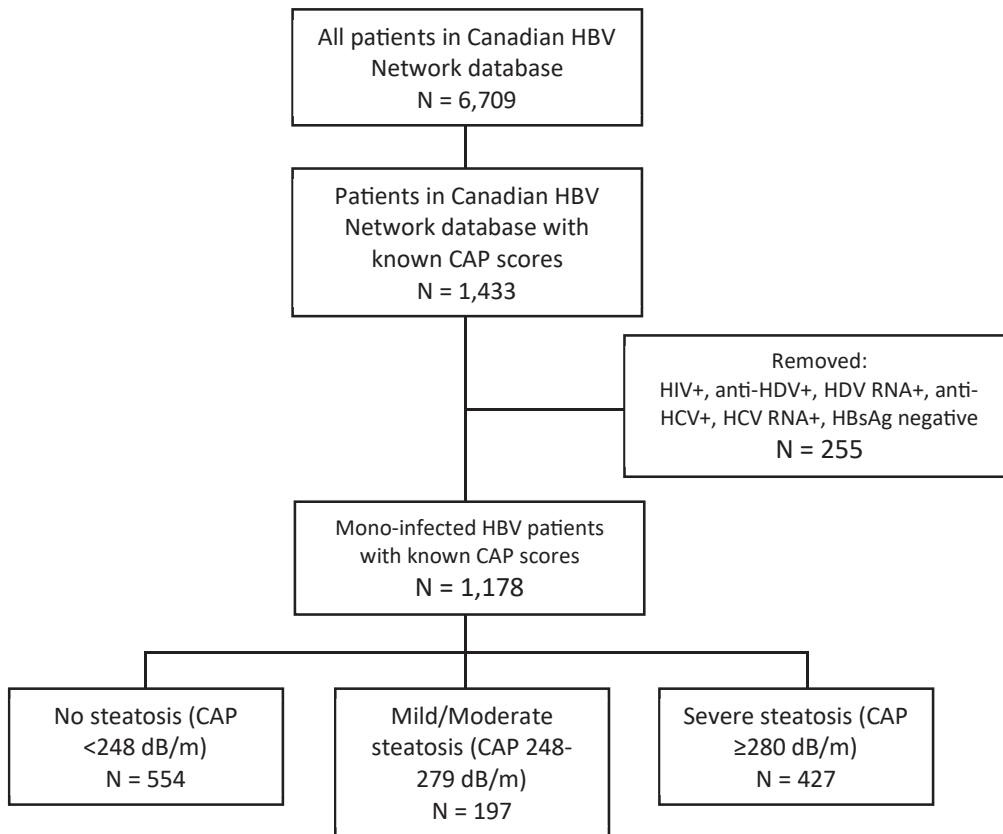 All patients in Canadian HBV
Network database
N = 6,709
Patients in Canadian HBV
Network database with
known CAP scores
N = 1,433
Removed:
HIV+, anti-HDV+, HDV RNA+, anti-
HCV+, HCV RNA+, HBsAg negative
N = 255
Mono-infected HBV patients
with known CAP scores
N = 1,178
No steatosis (CAP
<248 dB/m)
N = 554
Mild/Moderate
steatosis (CAP 248-
279 dB/m)
N = 197
Severe steatosis (CAP
≥280 dB/m)
N = 427